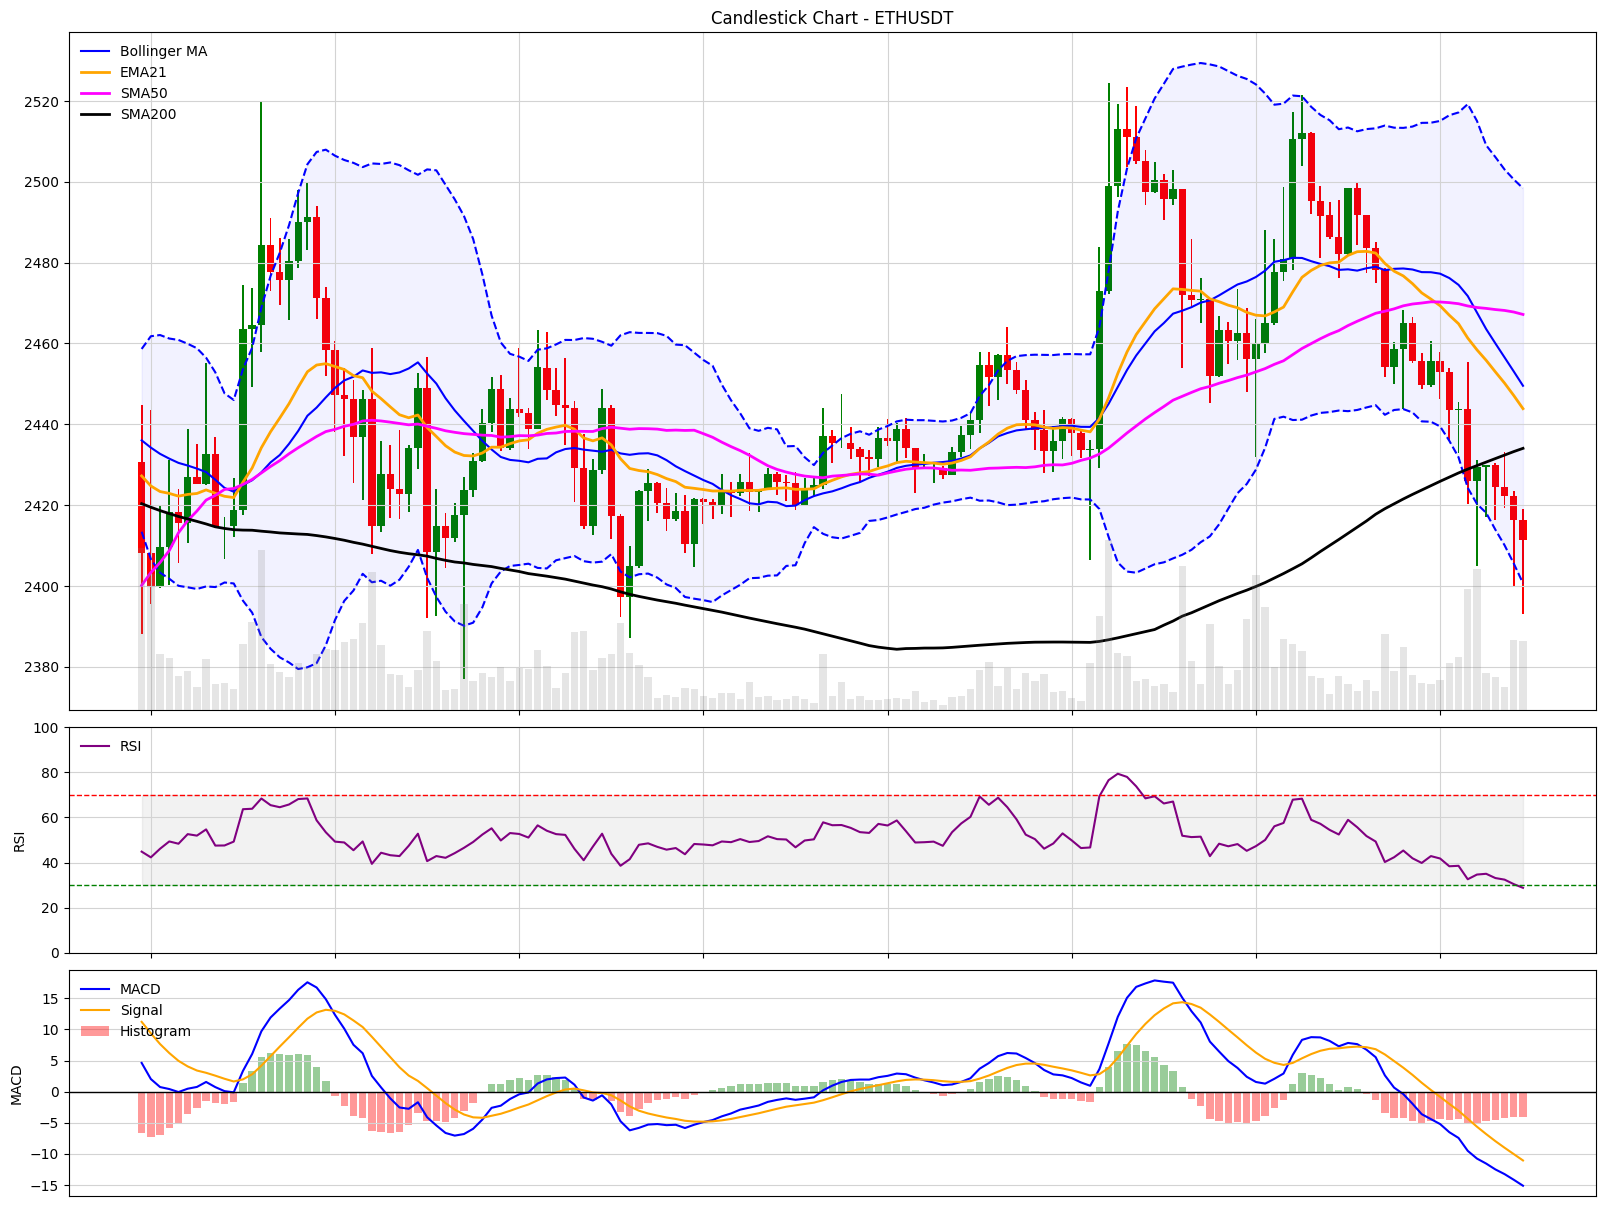 Candlestick Chart - ETHUSDT
Bollinger MA
EMA21
SMA50
SMA200
2520
2500
2480
2460
2440
2420
2400
2380
RSI
100
80
60
40
20
0
RSI
MACD
Signal
Histogram
15
10
5
0
−5
−10
−15
MACD